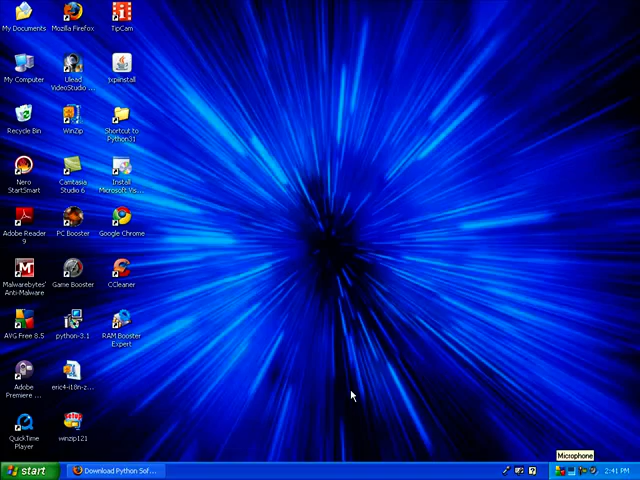 My Documents
Mozilla Firefox
TipCam
My Computer
Ulead
VideoStudio ...
jxpiinstall
Recycle Bin
WinZip
Shortcut to
Python31
Nero
StartSmart
Camtasia
Studio 6
Install
Microsoft Vis...
Adobe Reader
9
PC Booster
Google Chrome
Malwarebytes'
Anti-Malware
Game Booster
CCleaner
AVG Free 8.5
python-3.1
RAM Booster
Expert
Adobe
Premiere ...
eric4-i18n-z...
QuickTime
Player
winzip121
Microphone
start
Download Python Sof...
2:41 PM